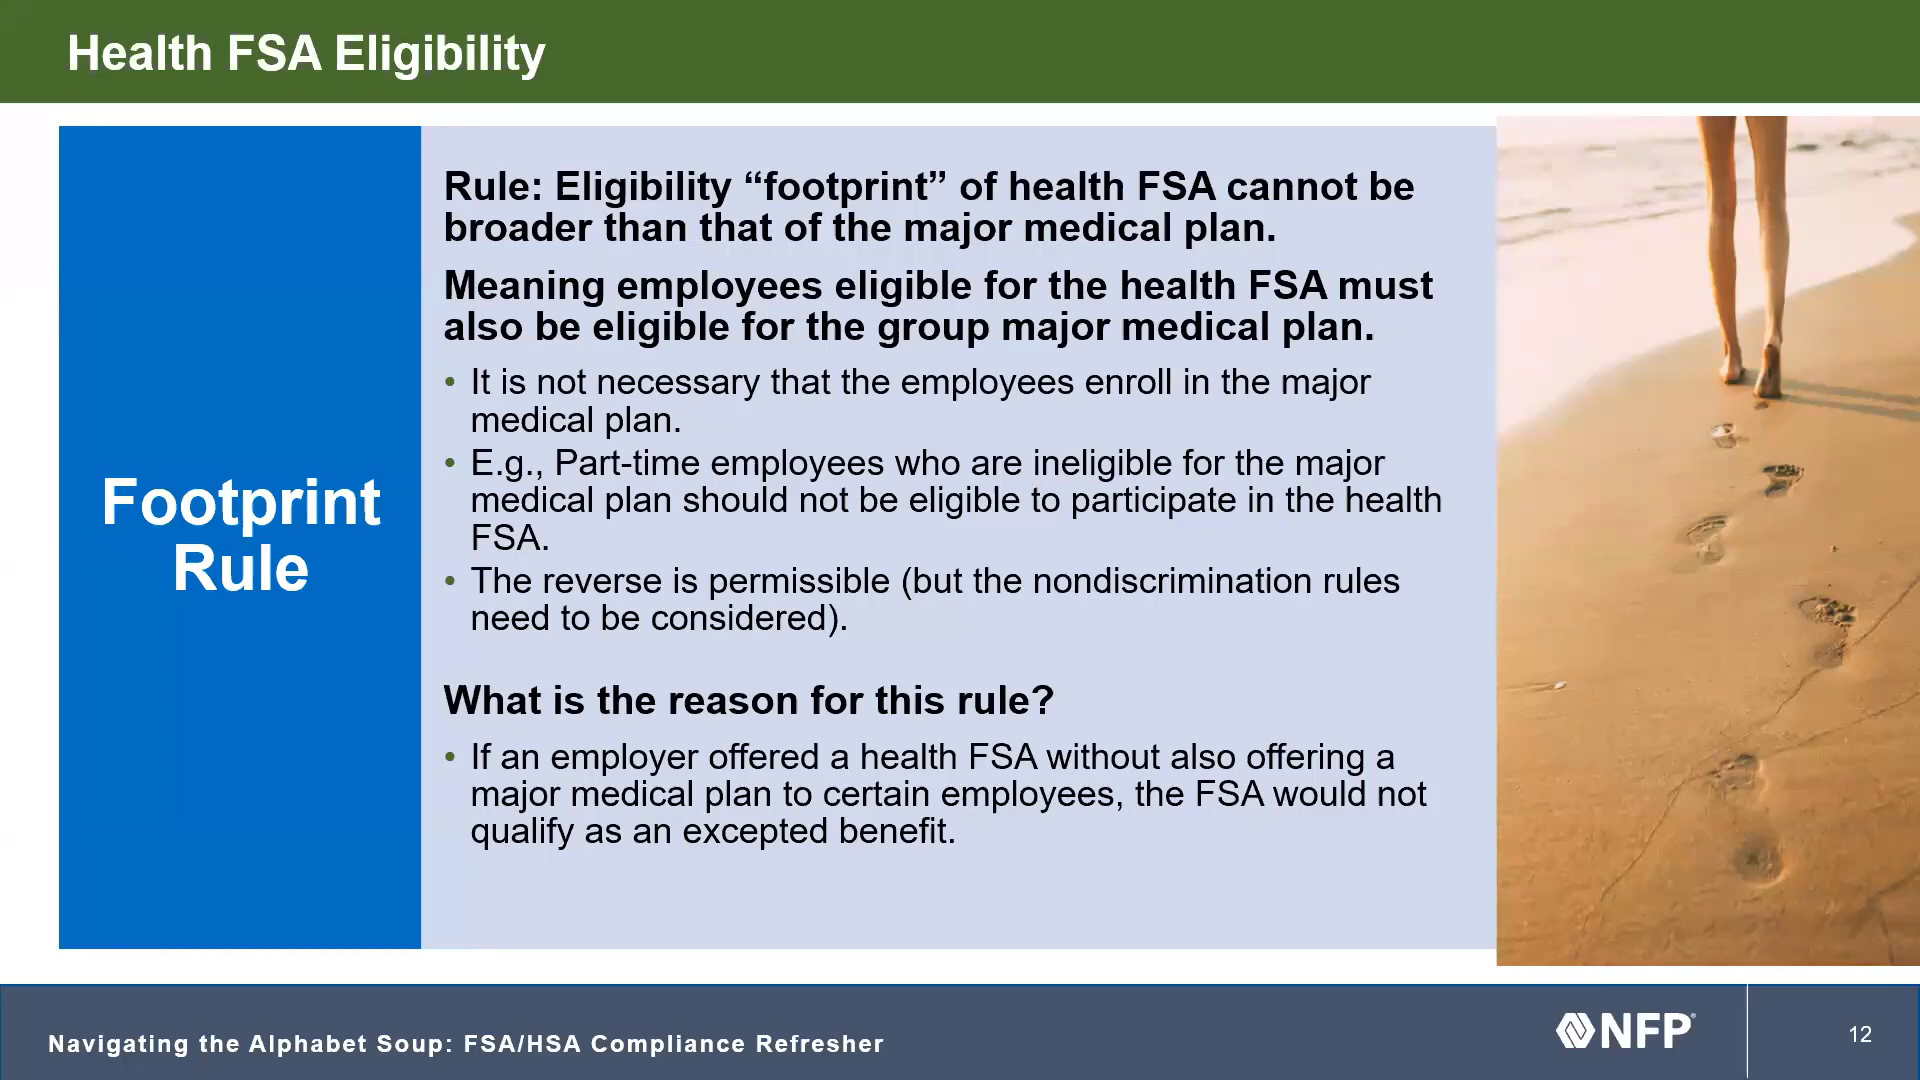 Health FSA Eligibility
Footprint
Rule
Rule: Eligibility “footprint” of health FSA cannot be
broader than that of the major medical plan.
Meaning employees eligible for the health FSA must
also be eligible for the group major medical plan.
• It is not necessary that the employees enroll in the major
medical plan.
• E.g., Part-time employees who are ineligible for the major
medical plan should not be eligible to participate in the health
FSA.
• The reverse is permissible (but the nondiscrimination rules
need to be considered).
What is the reason for this rule?
• If an employer offered a health FSA without also offering a
major medical plan to certain employees, the FSA would not
qualify as an excepted benefit.
Navigating the Alphabet Soup: FSA/HSA Compliance Refresher
NFP®
12